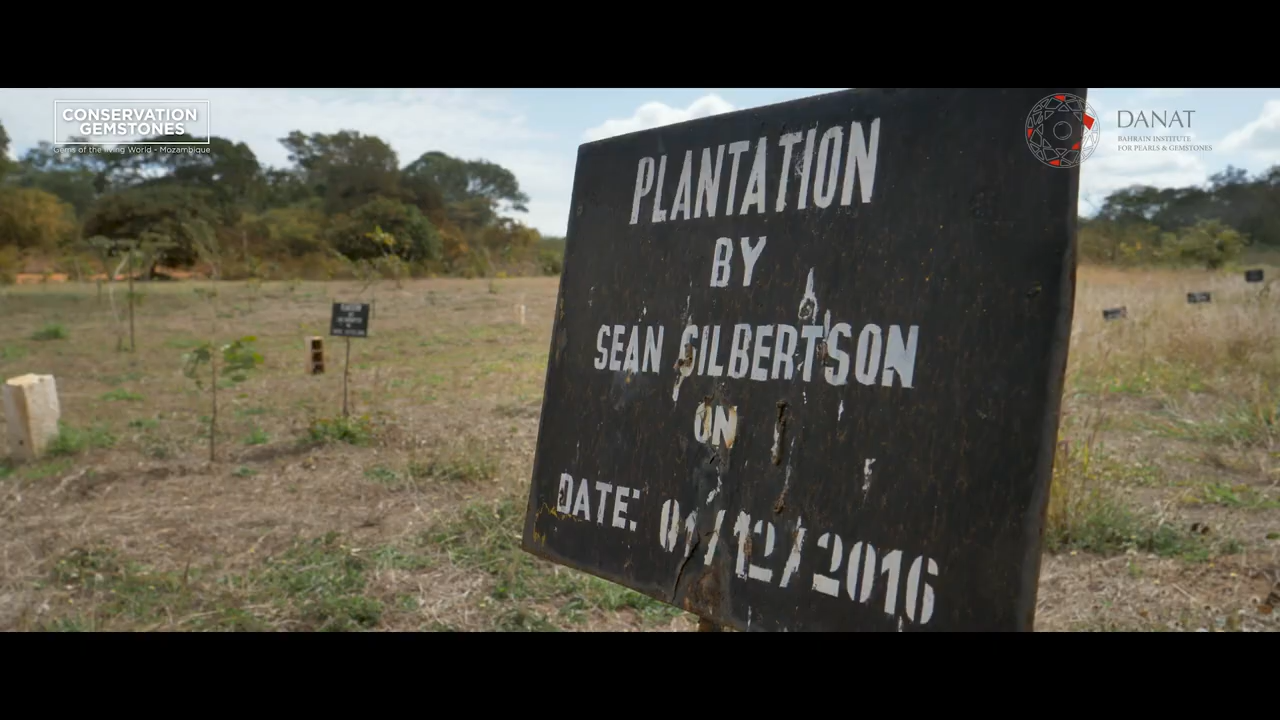 CONSERVATION
GEMSTONES
Gems of the living World - Mozambique
DANAT
BAHRAIN INSTITUTE
FOR PEARLS & GEMSTONES
PLANTATION
BY
SEAN GILBERTSON
ON
DATE: 01/12/2016